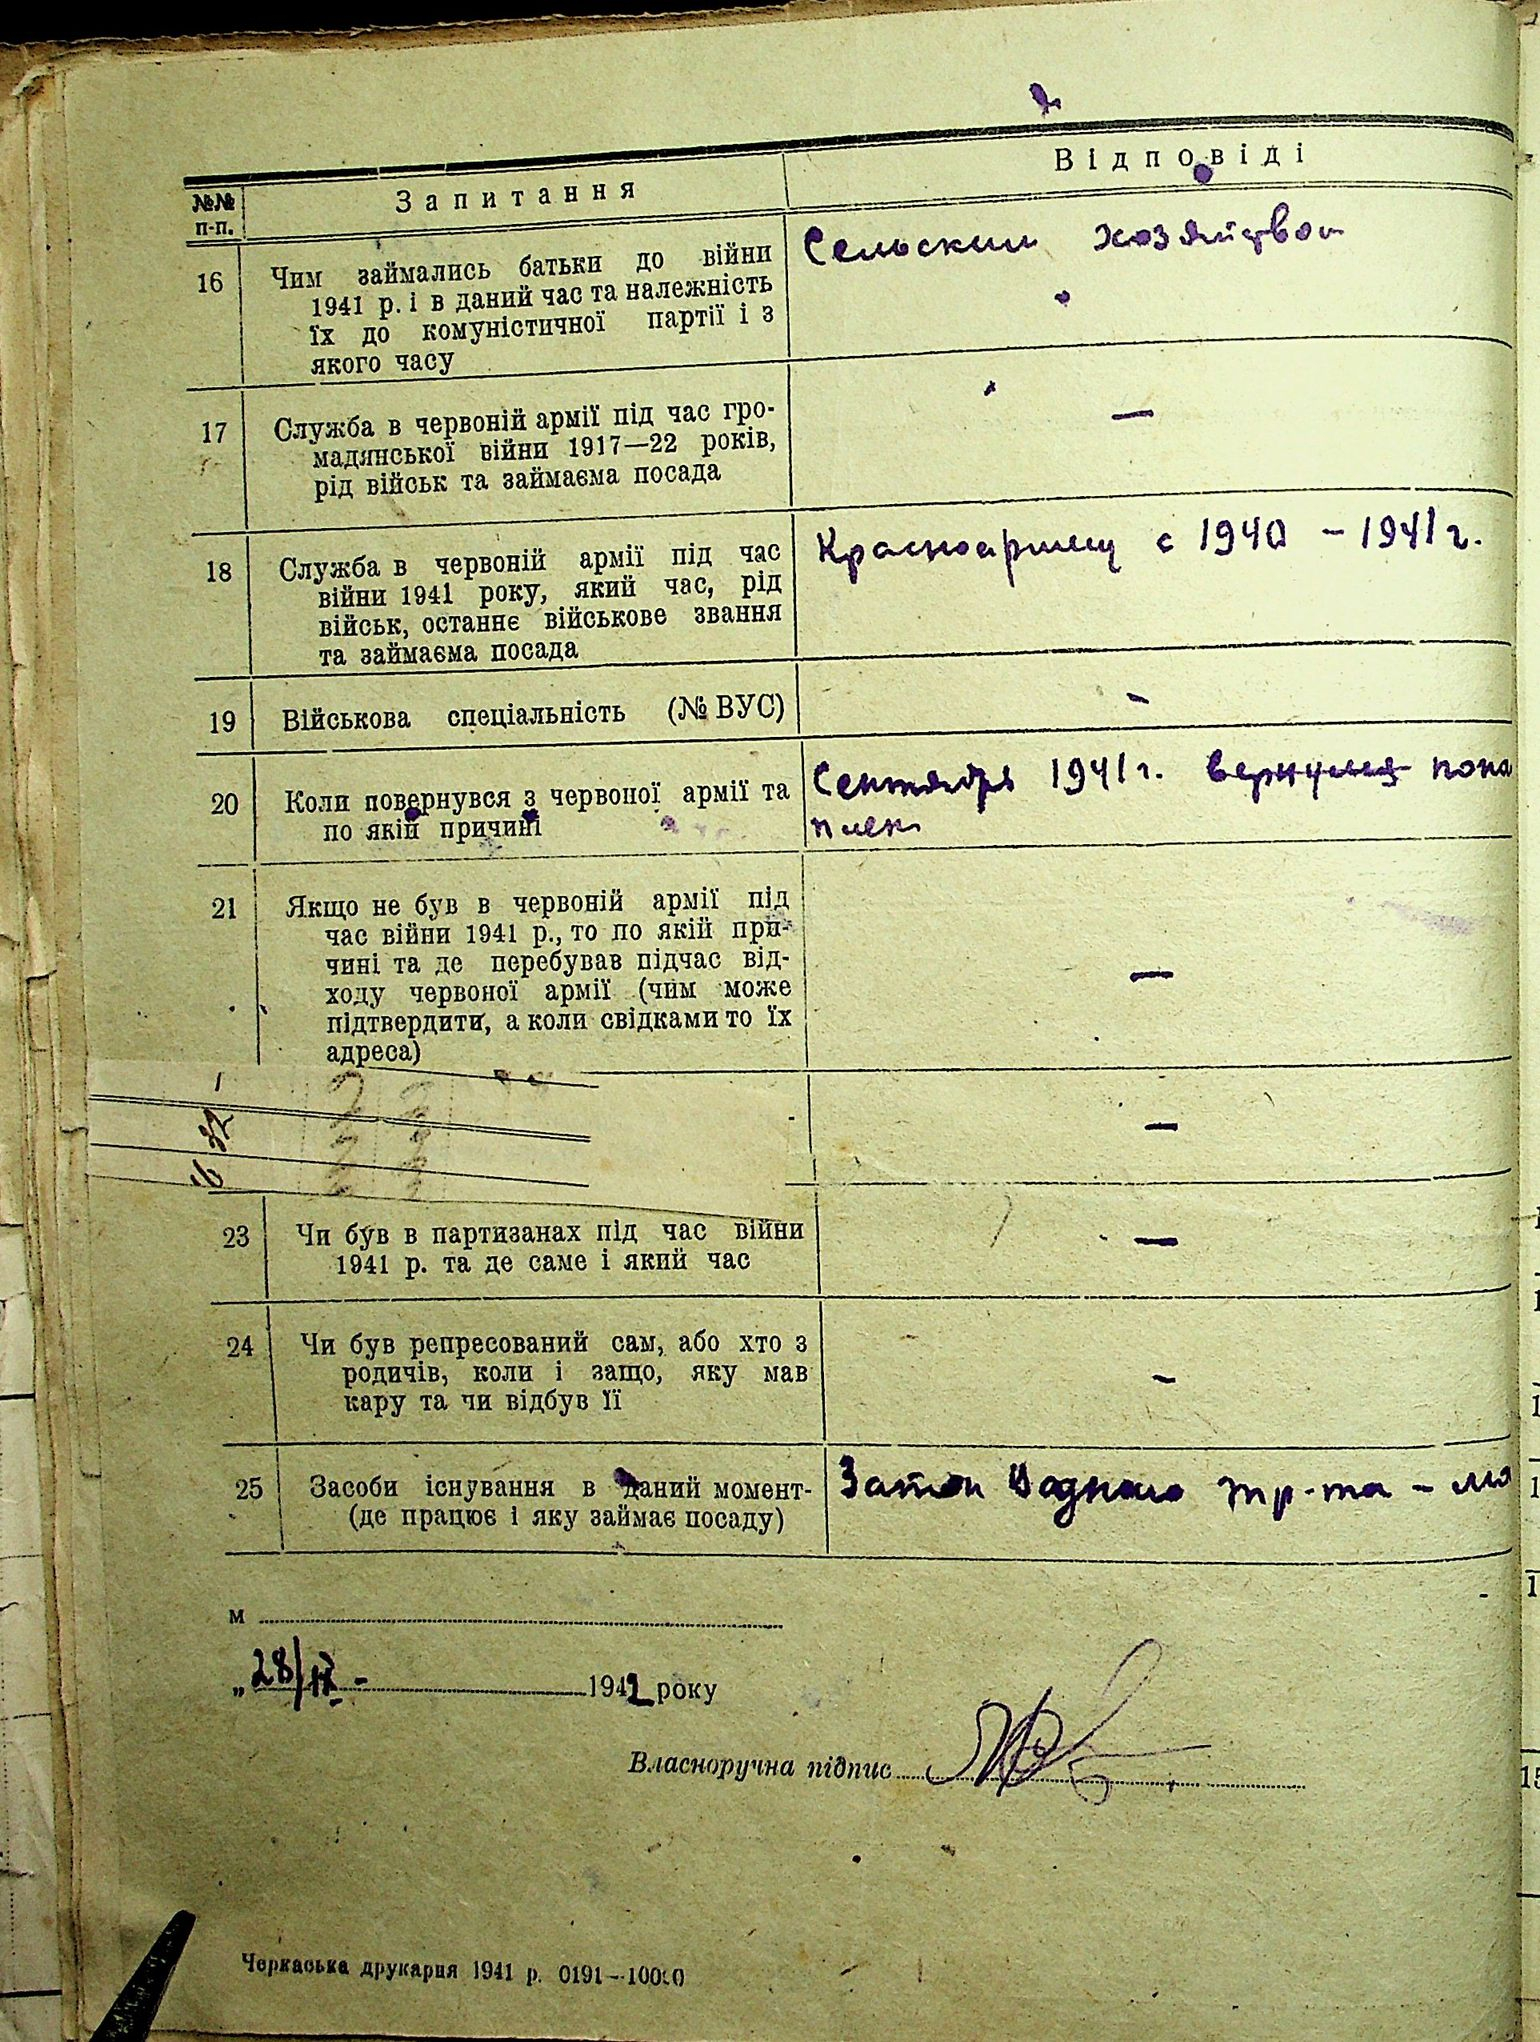 №№ п-п.
Запитання
Відповіді
16
Чим займались батьки до війни
1941 р. і в даний час та належність
їх до комуністичної партії і з
якого часу
Сельским хозяйством
17
Служба в червоній армії під час гро-
мадянської війни 1917—22 років,
рід військ та займаєма посада
—
18
Служба в червоній армії під час
війни 1941 року, який час, рід
військ, останнє військове звання
та займаєма посада
с 1940 – 1941 г.
19
Військова спеціальність (№ ВУС)
–
20
Коли повернувся з червоної армії та
по якій причині
Сентября 1941 г. вернулся попа
плен
21
Якщо не був в червоній армії під
час війни 1941 р., то по якій при-
чині та де перебував підчас від-
ходу червоної армії (чим може
підтвердити, а коли свідками то їх
адреса)
—
—
23
Чи був в партизанах під час війни
1941 р. та де саме і який час
—
24
Чи був репресований сам, або хто з
родичів, коли і защо, яку мав
кару та чи відбув її
–
25
Засоби існування в даний момент-
(де працює і яку займає посаду)
Затон Водного тр-та –
м
„28/
1942 року
Власноручна підпис
Черкаська друкарня 1941 р. 0191—10000